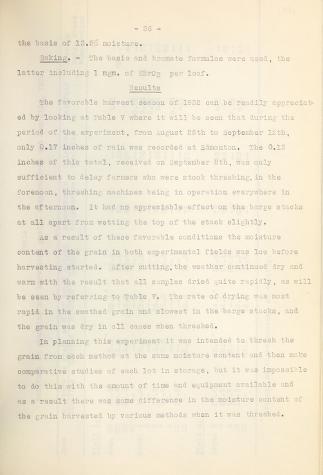 - 26 -
the basis of 13.5% moisture.
Baking. - The basic and bromate formulae were used, the
latter including 1 mgm. of KBrO3 per loaf.
Results
The favorable harvest season of 1932 can be readily appreciat-
ed by looking at Table V where it will be seen that during the
period of the experiment, from August 25th to September 12th,
only 0.17 inches of rain was recorded at Edmonton. The 0.12
inches of this total, received on September 8th, was only
sufficient to delay farmers who were stook threshing, in the
forenoon, threshing machines being in operation everywhere in
the afternoon. It had no appreciable effect on the barge stacks
at all apart from wetting the top of the stack slightly.
As a result of these favorable conditions the moisture
content of the grain in both experimental fields was low before
harvesting started. After cutting, the weather continued dry and
warm with the result that all samples dried quite rapidly, as will
be seen by referring to Table V. The rate of drying was most
rapid in the swathed grain and slowest in the barge stacks, and
the grain was dry in all cases when threshed.
In planning this experiment it was intended to thresh the
grain from each method at the same moisture content and then make
comparative studies of each lot in storage, but it was impossible
to do this with the amount of time and equipment available and
as a result there was some difference in the moisture content of
the grain harvested by various methods when it was threshed.